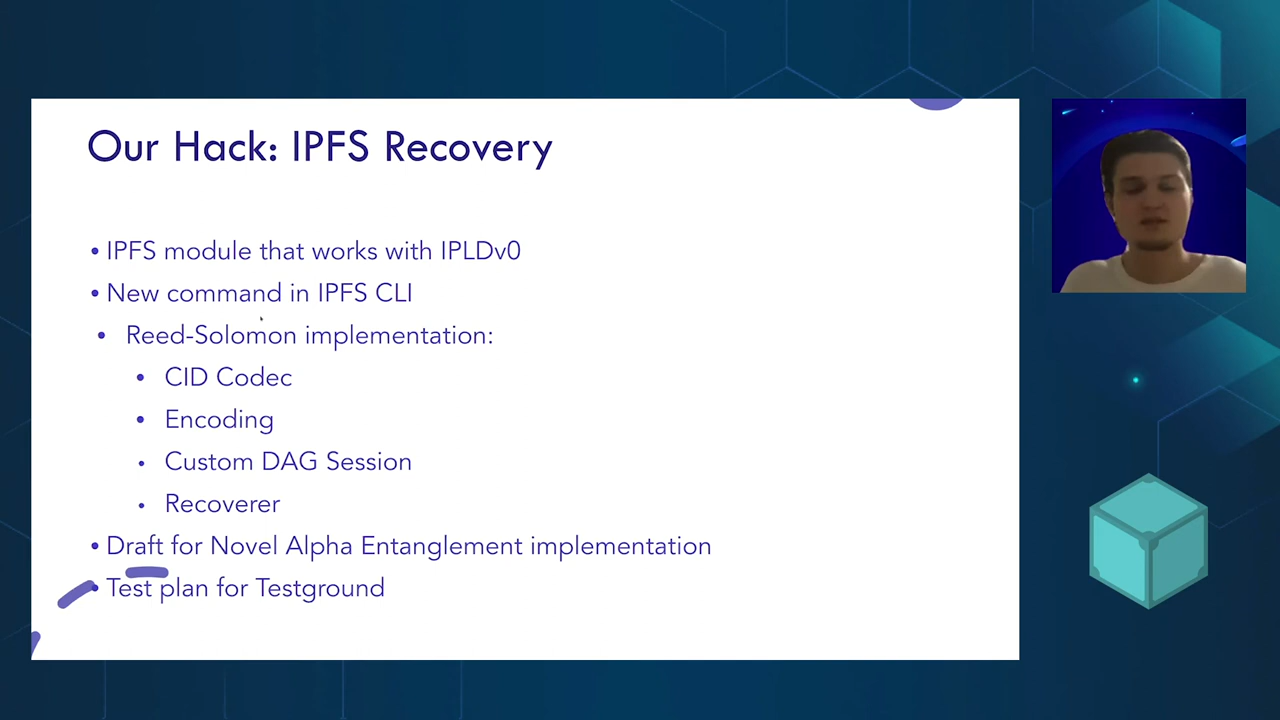 Our Hack: IPFS Recovery
• IPFS module that works with IPLDv0
• New command in IPFS CLI
• Reed-Solomon implementation:
• CID Codec
• Encoding
• Custom DAG Session
• Recoverer
• Draft for Novel Alpha Entanglement implementation
• Test plan for Testground